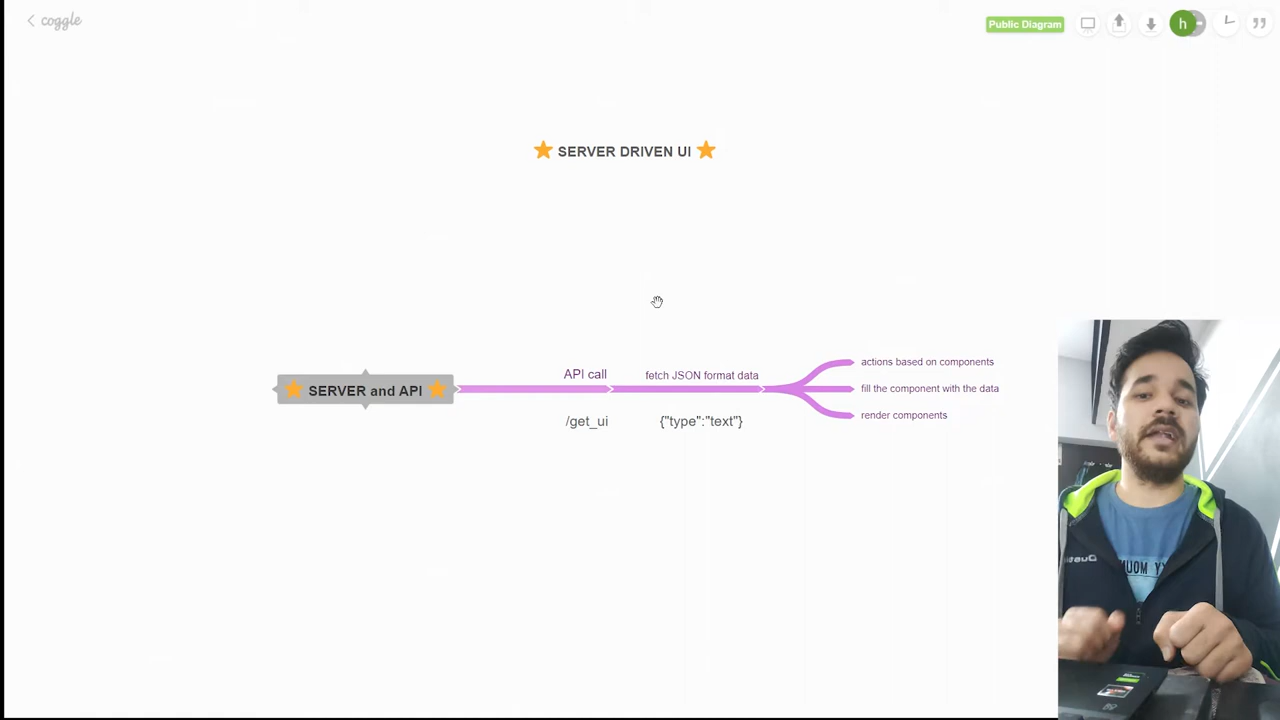 coggle
Public Diagram
h
SERVER DRIVEN UI
actions based on components
API call
fetch JSON format data
SERVER and API
fill the component with the data
render components
/get_ui
{"type":"text"}